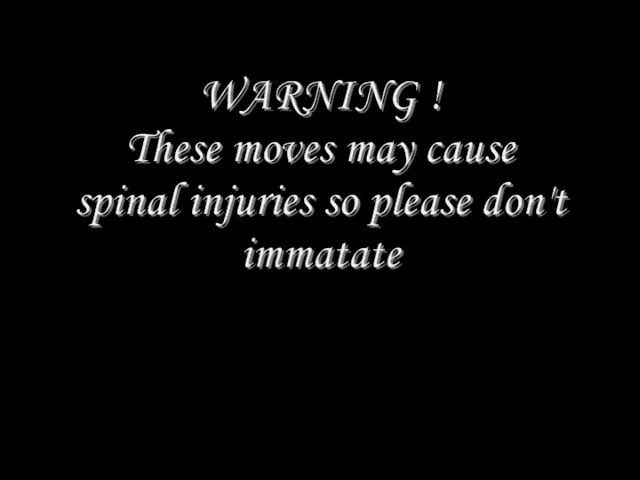 WARNING !
These moves may cause
spinal injuries so please don't
immatate